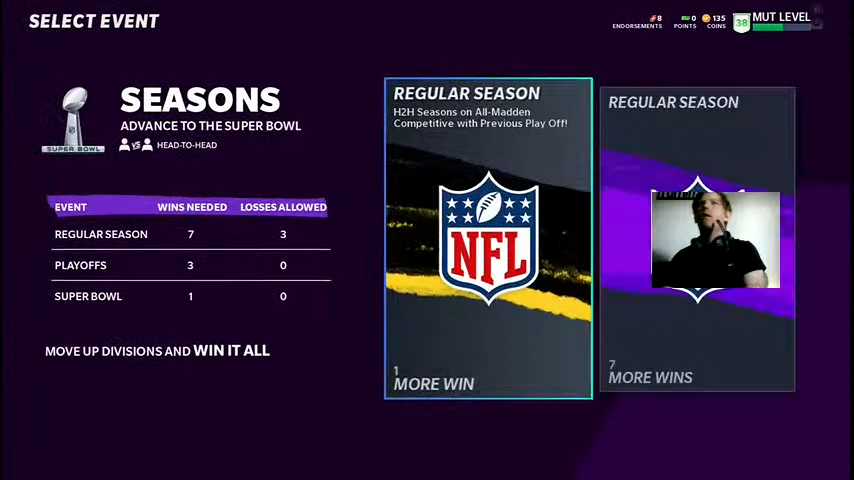 SELECT EVENT
8
ENDORSEMENTS
0
POINTS
135
COINS
38
MUT LEVEL
SEASONS
ADVANCE TO THE SUPER BOWL
VS HEAD-TO-HEAD
SUPER BOWL
EVENT WINS NEEDED LOSSES ALLOWED
REGULAR SEASON 7 3
PLAYOFFS 3 0
SUPER BOWL 1 0
MOVE UP DIVISIONS AND WIN IT ALL
REGULAR SEASON
H2H Seasons on All-Madden
Competitive with Previous Play Off!
NFL
1
MORE WIN
REGULAR SEASON
7
MORE WINS